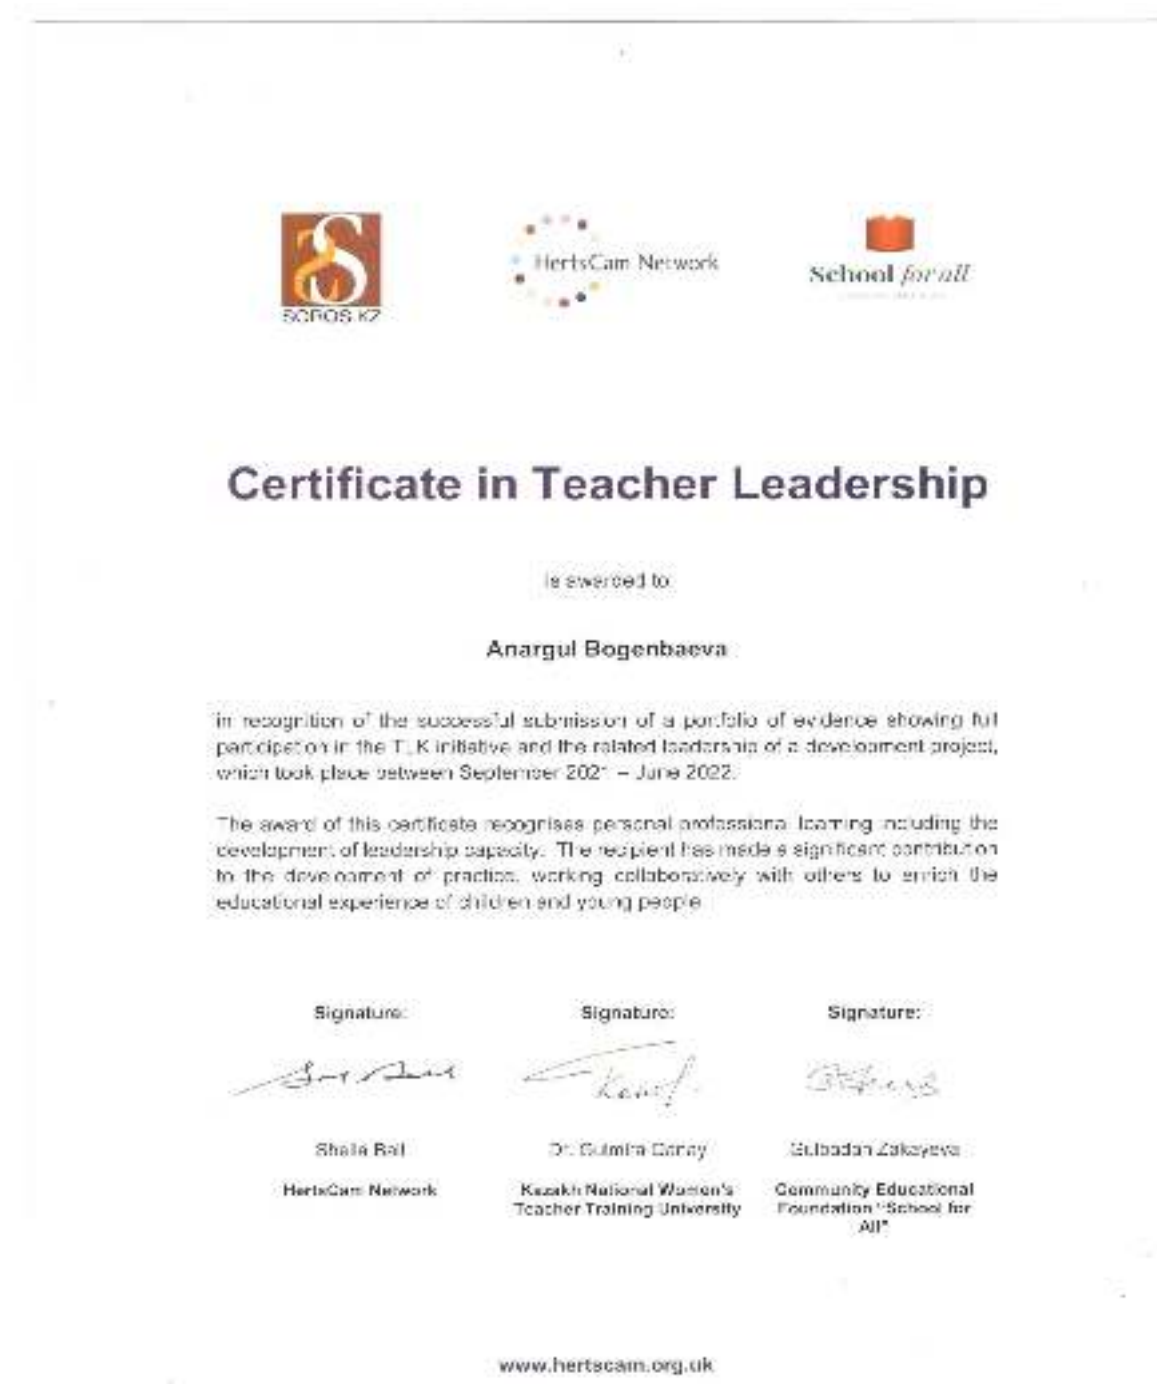 SOROS.KZ
HertsCam Network
School for all
Certificate in Teacher Leadership
is awarded to
Anargul Bogenbaeva
in recognition of the successful submission of a portfolio of evidence showing full
participation in the TLK initiative and the related leadership of a development project,
which took place between September 2021 – June 2022.
The award of this certificate recognises personal professional learning including the
development of leadership capacity. The recipient has made a significant contribution
to the development of practice, working collaboratively with others to enrich the
educational experience of children and young people
Signature: Signature: Signature:
Sheila Ball Dr. Gulmira Gulbadan Zakayeva
HertsCam Network Kazakh National Women's Community Educational
Teacher Training University Foundation "School for
All"
www.hertscam.org.uk